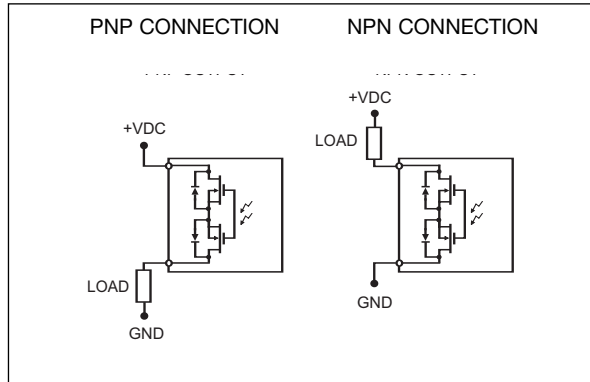 PNP CONNECTION
NPN CONNECTION
+VDC
LOAD
GND
+VDC
LOAD
GND